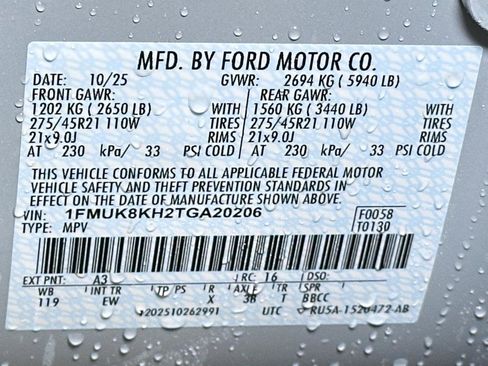 MFD. BY FORD MOTOR CO.
DATE: 10/25 GVWR: 2694 KG ( 5940 LB)
FRONT GAWR: REAR GAWR:
1202 KG ( 2650 LB) WITH 1560 KG ( 3440 LB) WITH
275/45R21 110W TIRES 275/45R21 110W TIRES
21x9.0J RIMS 21x9.0J RIMS
AT 230 kPa/ 33 PSI COLD AT 230 kPa/ 33 PSI COLD
THIS VEHICLE CONFORMS TO ALL APPLICABLE FEDERAL MOTOR
VEHICLE SAFETY AND THEFT PREVENTION STANDARDS IN
EFFECT ON THE DATE OF MANUFACTURE SHOWN ABOVE.
VIN: 1FMUK8KH2TGA20206 F0058
TYPE: MPV T0130
EXT PNT: A3 RC: 16 DSO:
WB INT TR TP/PS R AXLE TR SPR
119 EW X 3B T BBCC
202510262991 UTC RU5A-1520472-AB